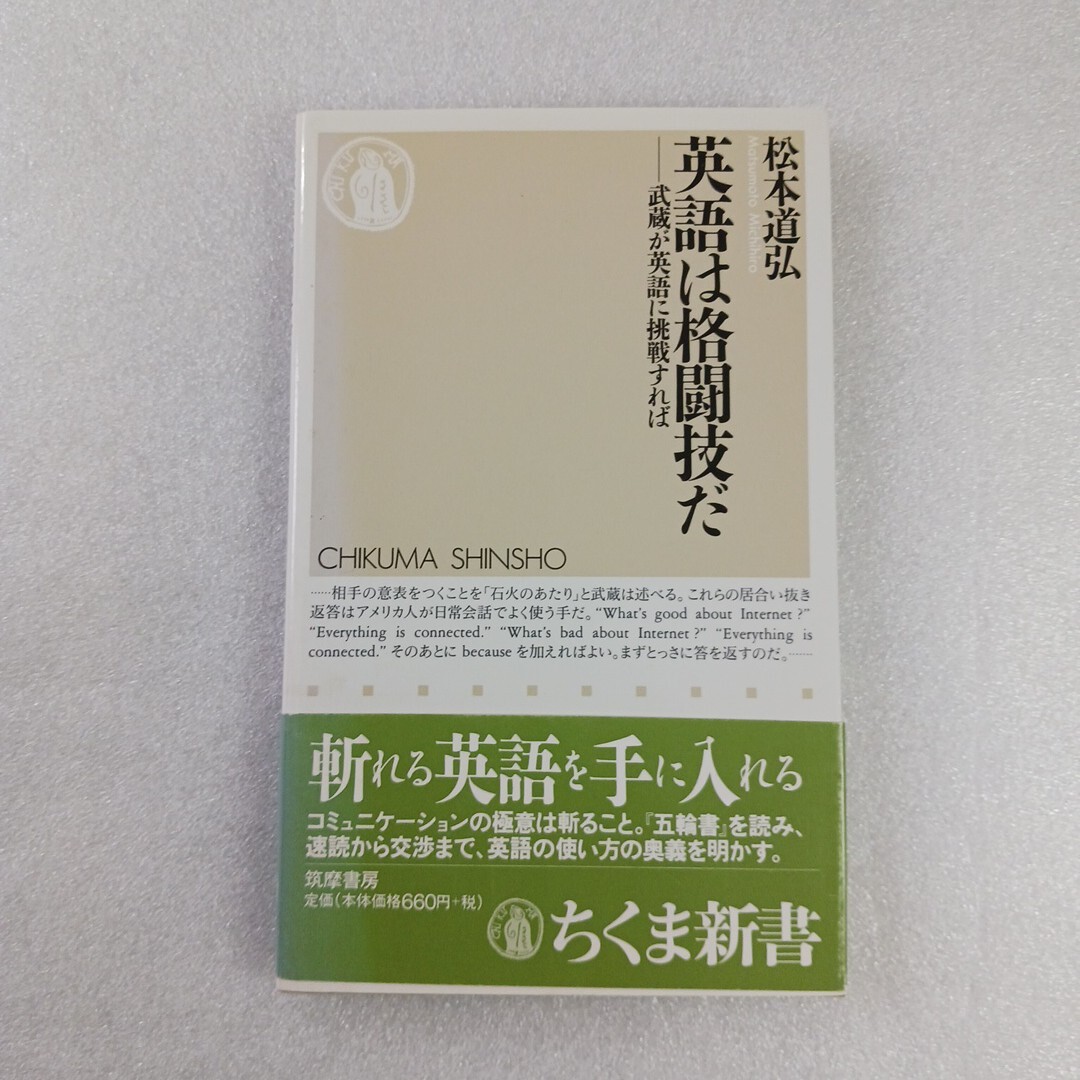 松本道弘
Matsumoto Michihiro
英語は格闘技だ
──武蔵が英語に挑戦すれば
CHIKUMA SHINSHO
……相手の意表をつくことを「石火のあたり」と武蔵は述べる。これらの居合い抜き
返答はアメリカ人が日常会話でよく使う手だ。“What's good about Internet?”
“Everything is connected.” “What's bad about Internet?” “Everything is
connected.” そのあとに because を加えればよい。まずとっさに答を返すのだ。……
斬れる英語を手に入れる
コミュニケーションの極意は斬ること。『五輪書』を読み、
速読から交渉まで、英語の使い方の奥義を明かす。
筑摩書房
定価(本体価格660円+税)
ちくま新書